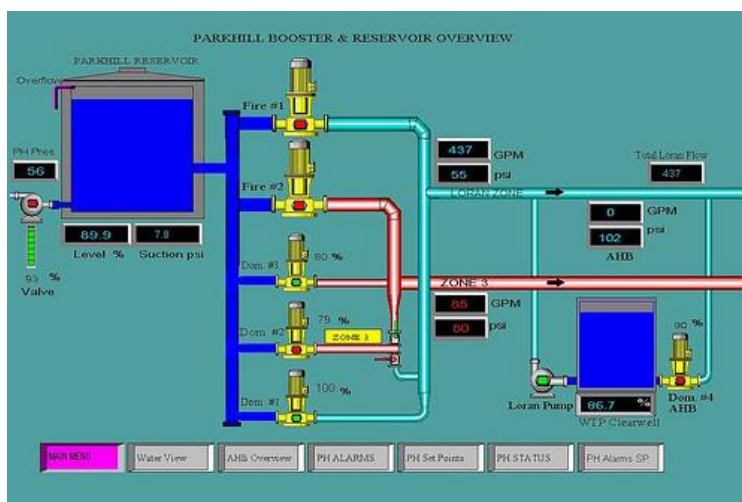 PARKHILL BOOSTER & RESERVOIR OVERVIEW
PARKHILL RESERVOIR
Overflow
Fire #1
PH Pres
56
437 GPM
55 psi
Total Loran Flow
437
Fire #2
LORAN ZONE
0 GPM
102 psi
AHB
89.9
Level %
7.8
Suction psi
93 %
Valve
Dom. #3
80 %
ZONE 3
85 GPM
80 psi
Dom. #2
79 %
ZONE 3
90 %
Dom. #1
100 %
Loran Pump
86.7 %
WTP Clearwell
Dom. #4
AHB
MAIN MENU
Water View
AHB Overview
PH ALARMS
PH Set Points
PH STATUS
PH Alarms SP